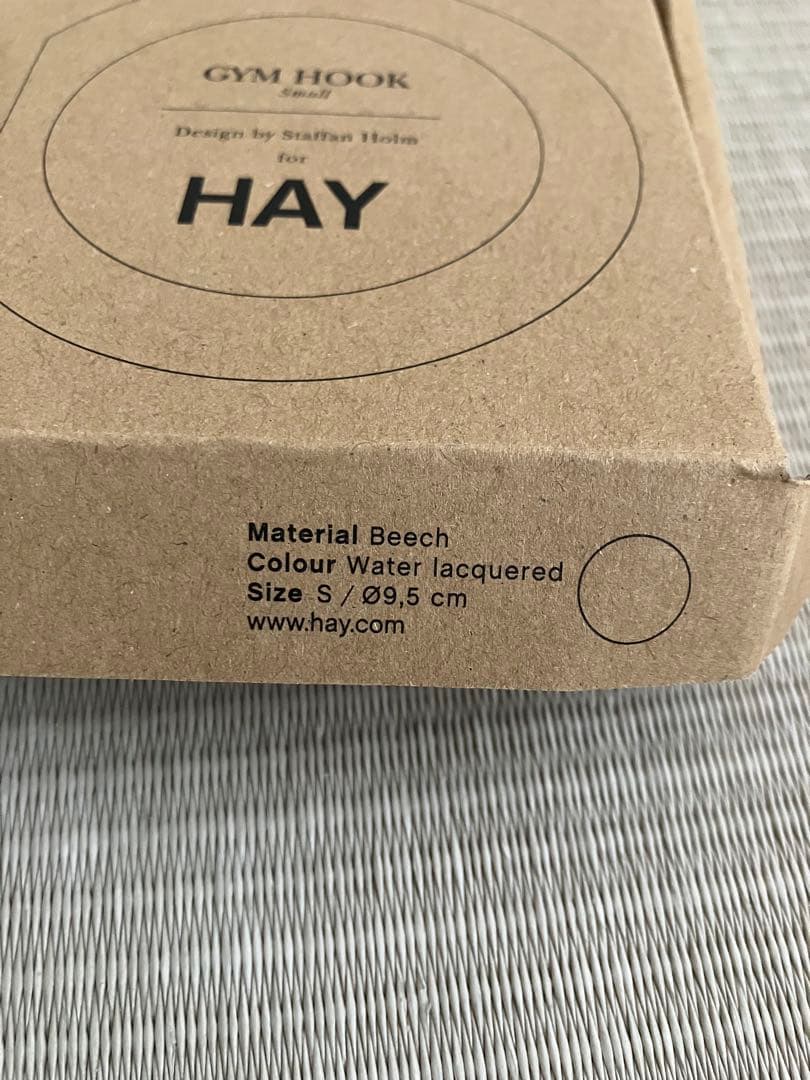 GYM HOOK
Small
Design by Staffan Holm
for
HAY
Material Beech
Colour Water lacquered
Size S / Ø9,5 cm
www.hay.com